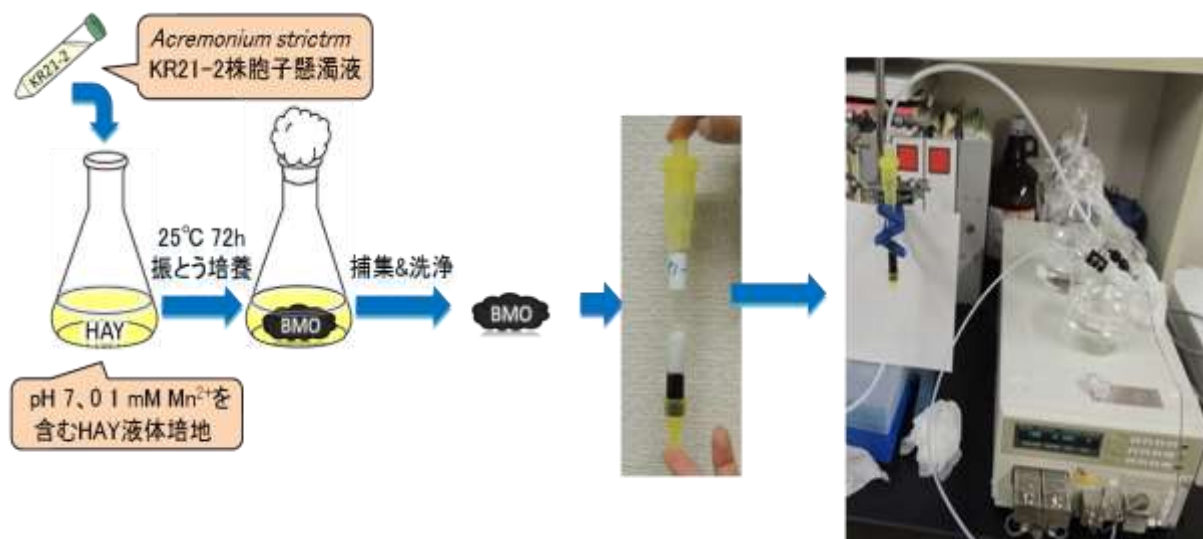 KR21-2
Acremonium strictrm
KR21-2株胞子懸濁液
25℃ 72h
振とう培養
捕集&洗浄
HAY
BMO
BMO
pH 7、0 1 mM Mn²⁺を
含むHAY液体培地